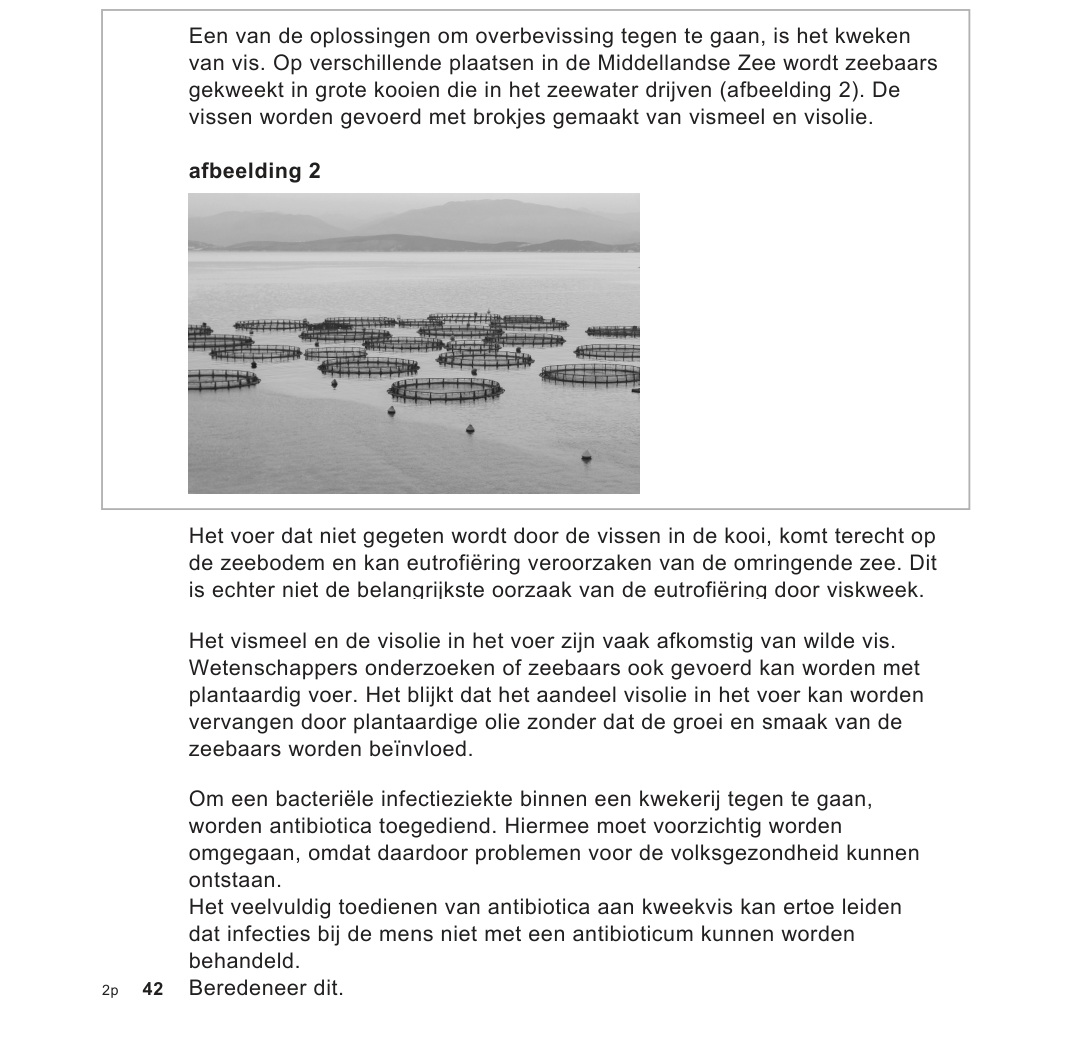 Een van de oplossingen om overbevissing tegen te gaan, is het kweken
van vis. Op verschillende plaatsen in de Middellandse Zee wordt zeebaars
gekweekt in grote kooien die in het zeewater drijven (afbeelding 2). De
vissen worden gevoerd met brokjes gemaakt van vismeel en visolie.
afbeelding 2
Het voer dat niet gegeten wordt door de vissen in de kooi, komt terecht op
de zeebodem en kan eutrofiëring veroorzaken van de omringende zee. Dit
is echter niet de belangrijkste oorzaak van de eutrofiëring door viskweek.
Het vismeel en de visolie in het voer zijn vaak afkomstig van wilde vis.
Wetenschappers onderzoeken of zeebaars ook gevoerd kan worden met
plantaardig voer. Het blijkt dat het aandeel visolie in het voer kan worden
vervangen door plantaardige olie zonder dat de groei en smaak van de
zeebaars worden beïnvloed.
Om een bacteriële infectieziekte binnen een kwekerij tegen te gaan,
worden antibiotica toegediend. Hiermee moet voorzichtig worden
omgegaan, omdat daardoor problemen voor de volksgezondheid kunnen
ontstaan.
Het veelvuldig toedienen van antibiotica aan kweekvis kan ertoe leiden
dat infecties bij de mens niet met een antibioticum kunnen worden
behandeld.
2p 42 Beredeneer dit.